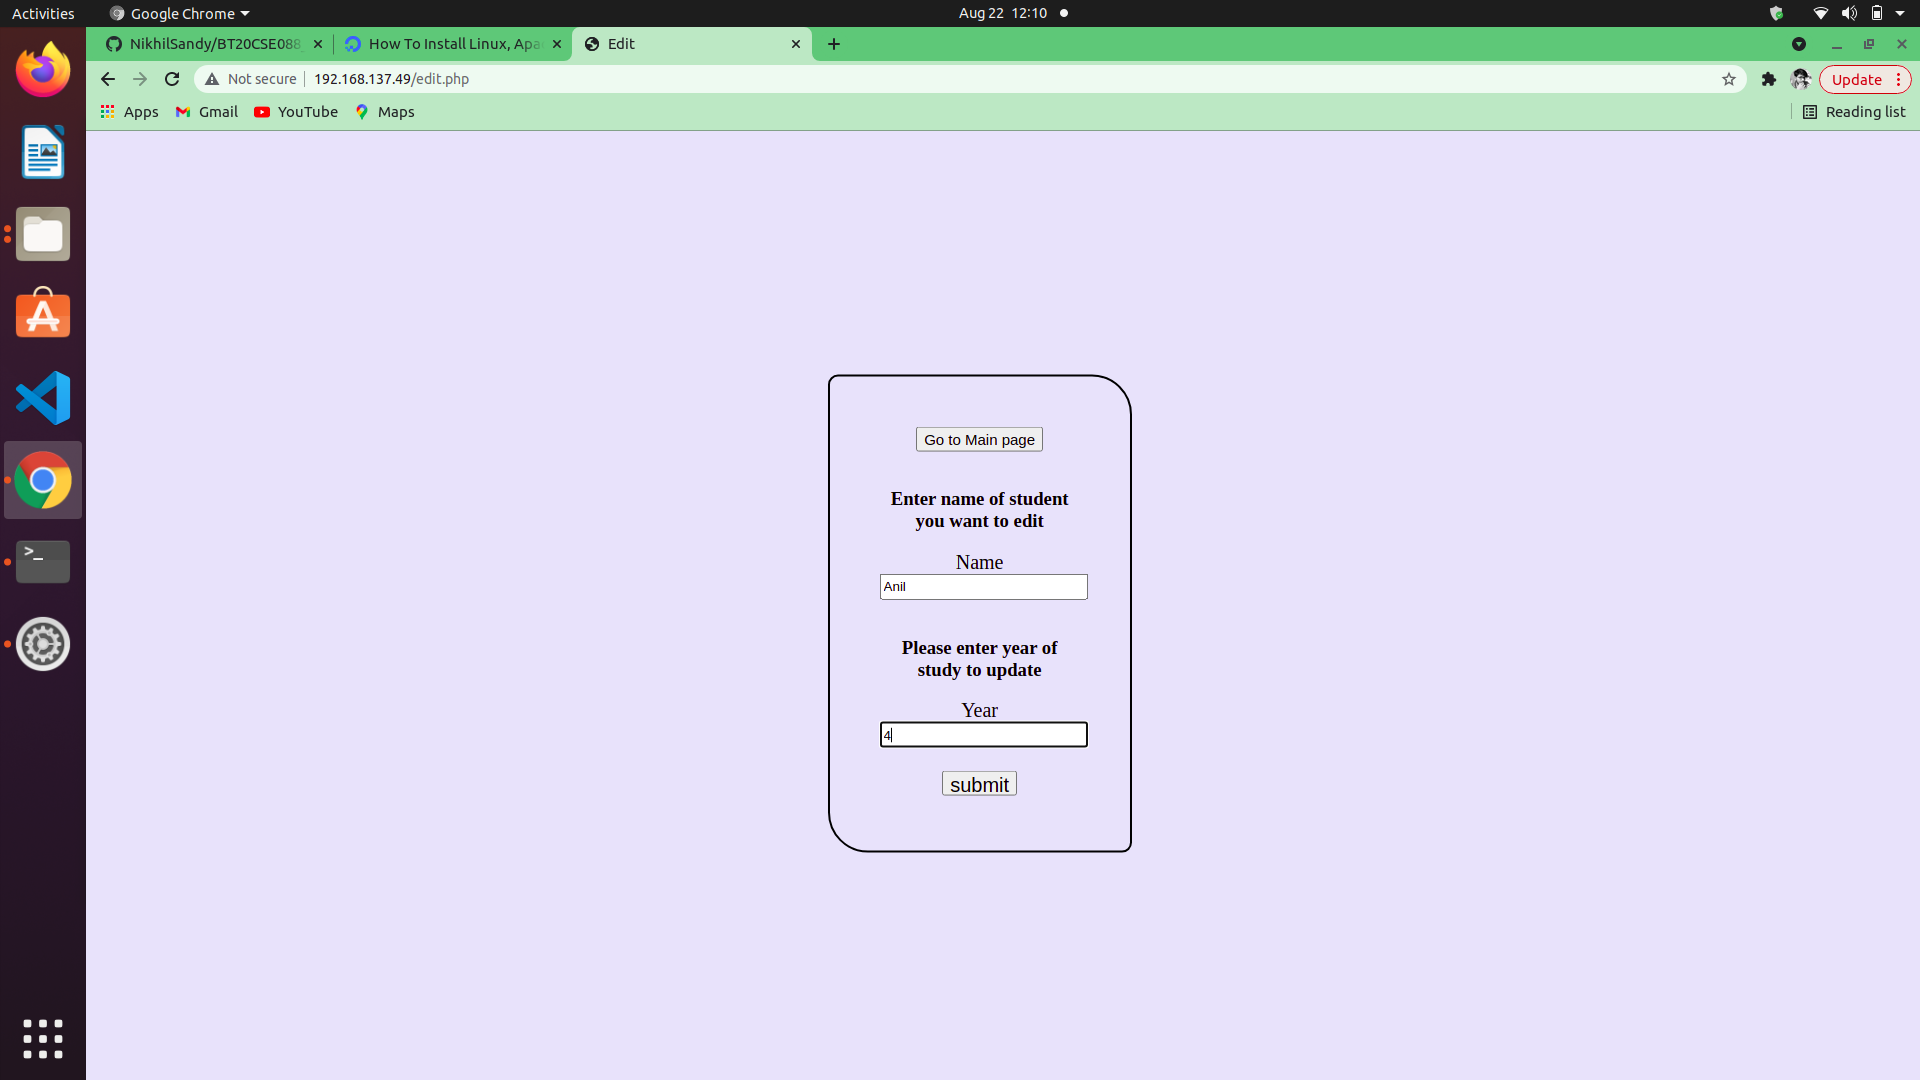 Activities
Google Chrome
Aug 22 12:10
NikhilSandy/BT20CSE088
How To Install Linux, Apa
Edit
Not secure
192.168.137.49/edit.php
Update
Apps
Gmail
YouTube
Maps
Reading list
Go to Main page
Enter name of student
you want to edit
Name
Anil
Please enter year of
study to update
Year
4
submit